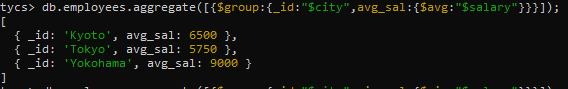 tycs> db.employees.aggregate([{$group:{_id:"$city",avg_sal:{$avg:"$salary"}}}]);
[
  { _id: 'Kyoto', avg_sal: 6500 },
  { _id: 'Tokyo', avg_sal: 5750 },
  { _id: 'Yokohama', avg_sal: 9000 }
]